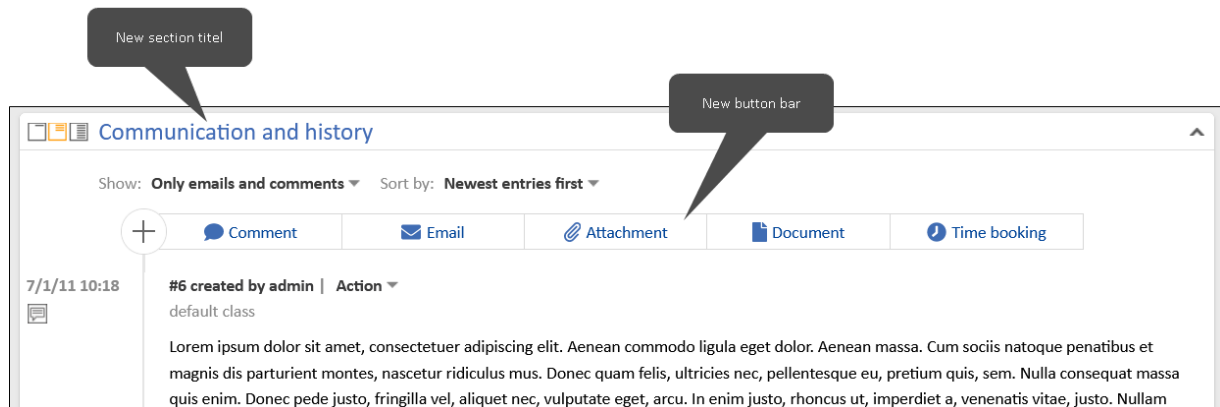 New section titel
New button bar
Communication and history
Show: Only emails and comments Sort by: Newest entries first
Comment Email Attachment Document Time booking
7/1/11 10:18 #6 created by admin | Action
default class
Lorem ipsum dolor sit amet, consectetuer adipiscing elit. Aenean commodo ligula eget dolor. Aenean massa. Cum sociis natoque penatibus et
magnis dis parturient montes, nascetur ridiculus mus. Donec quam felis, ultricies nec, pellentesque eu, pretium quis, sem. Nulla consequat massa
quis enim. Donec pede justo, fringilla vel, aliquet nec, vulputate eget, arcu. In enim justo, rhoncus ut, imperdiet a, venenatis vitae, justo. Nullam